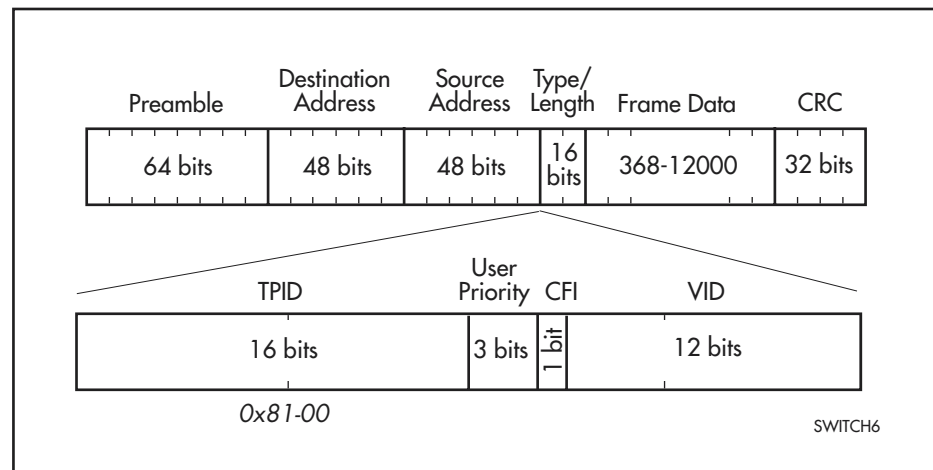 Preamble
Destination
Address
Source
Address
Type/
Length
Frame Data
CRC
64 bits
48 bits
48 bits
16
bits
368-12000
32 bits
TPID
User
Priority
CFI
VID
16 bits
3 bits
1 bit
12 bits
0x81-00
SWITCH6